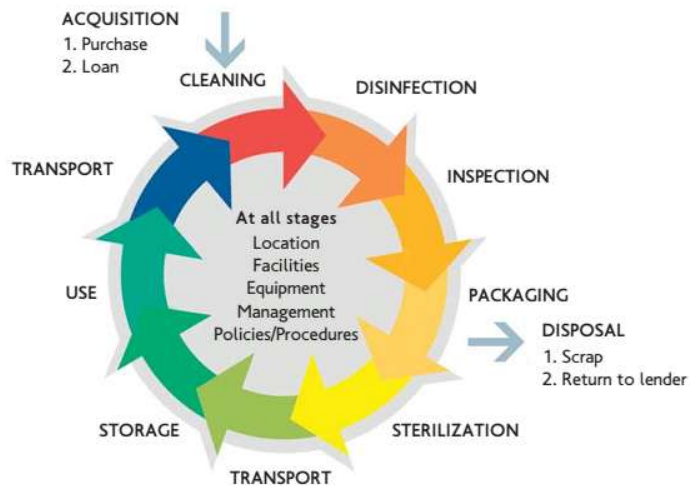 ACQUISITION
1. Purchase
2. Loan
CLEANING
DISINFECTION
INSPECTION
PACKAGING
DISPOSAL
1. Scrap
2. Return to lender
STERILIZATION
TRANSPORT
STORAGE
USE
TRANSPORT
At all stages
Location
Facilities
Equipment
Management
Policies/Procedures